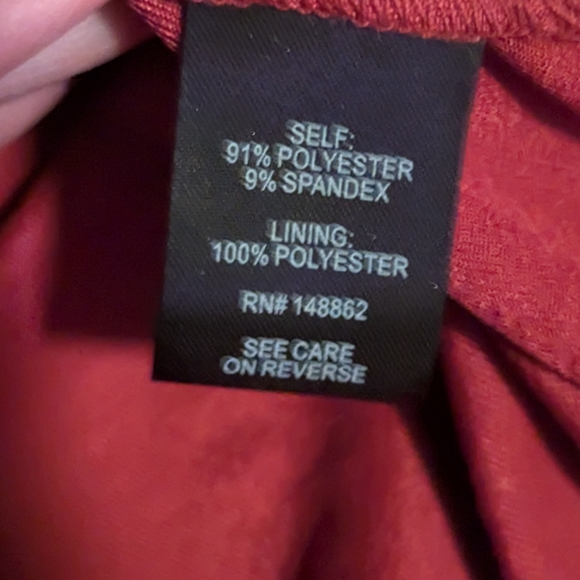 SELF:
91% POLYESTER
9% SPANDEX
LINING:
100% POLYESTER
RN# 148862
SEE CARE
ON REVERSE